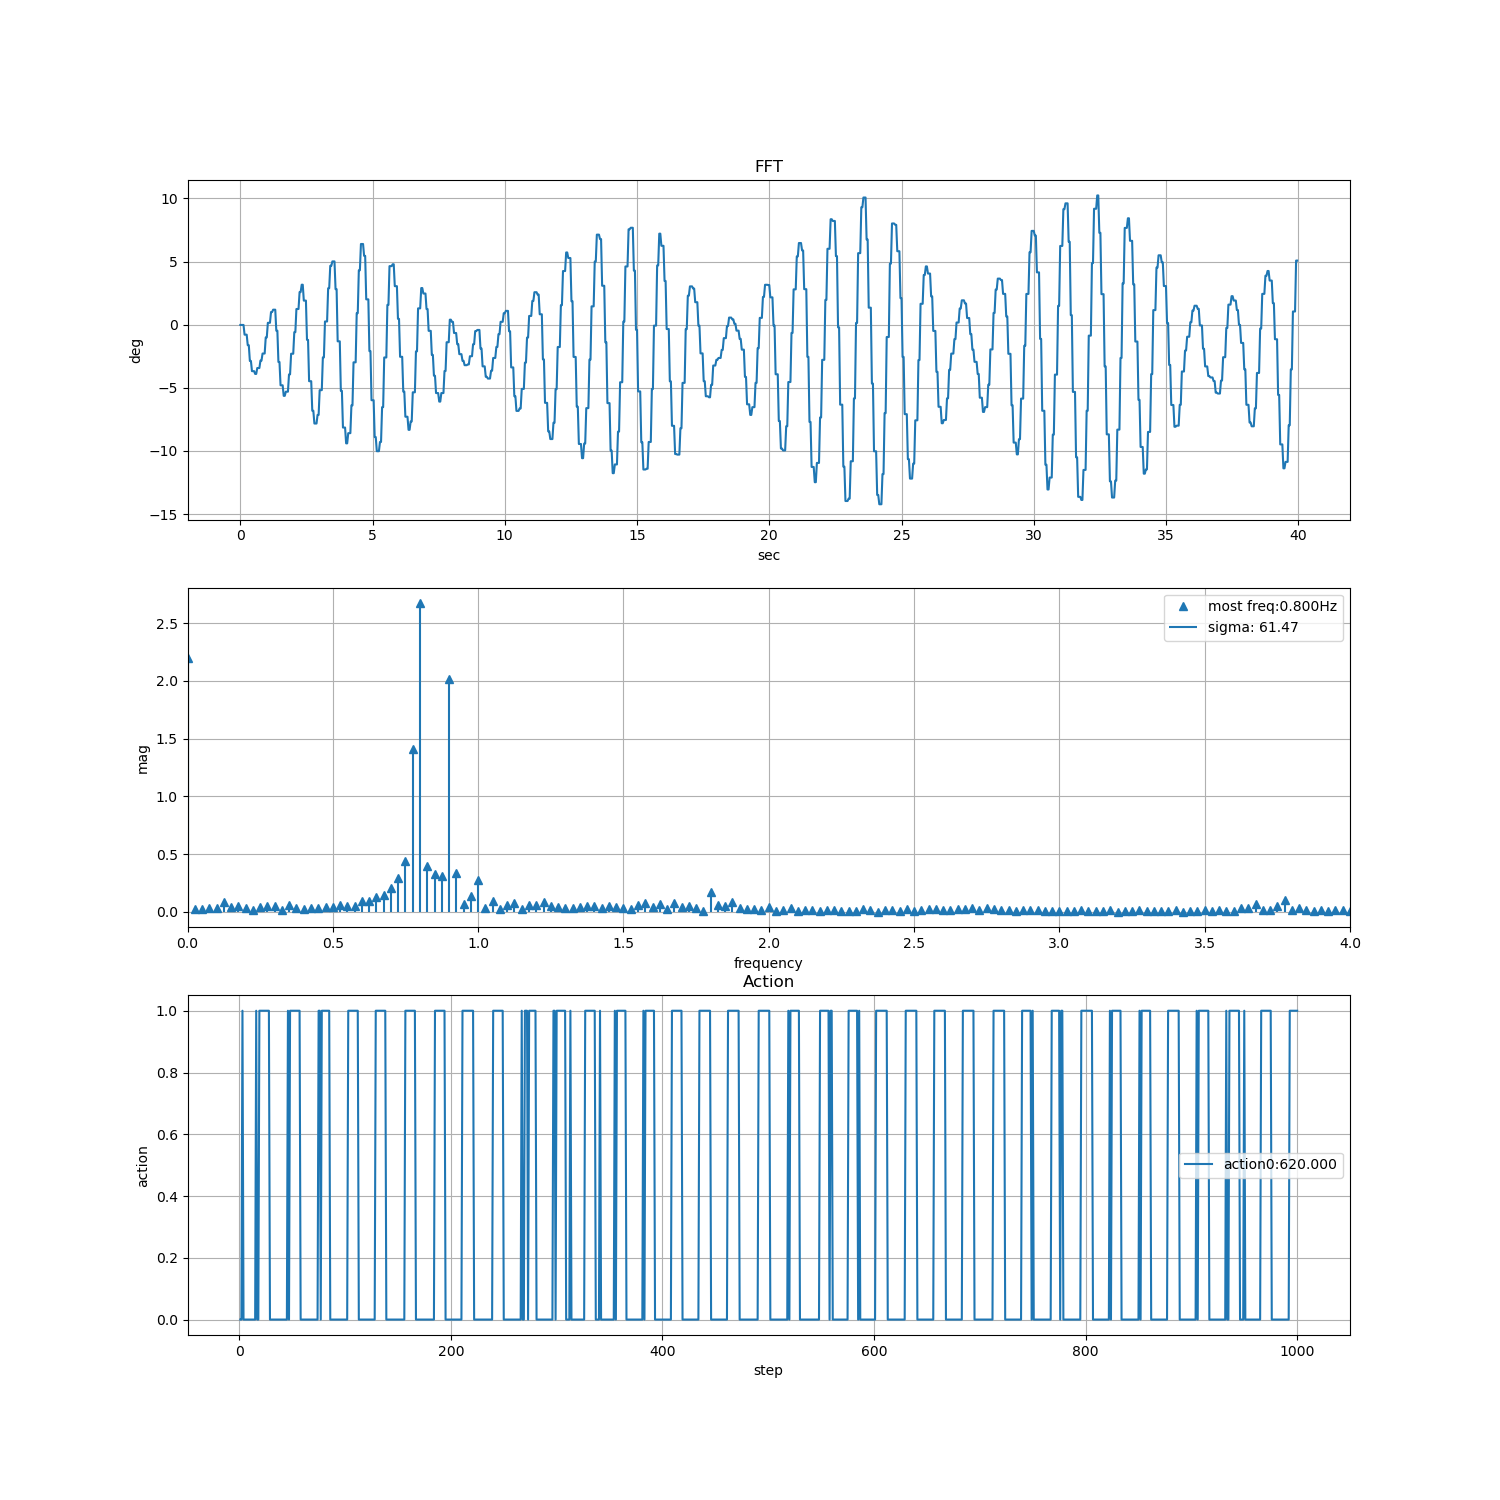 FFT
10
5
0
−5
−10
−15
deg
0 5 10 15 20 25 30 35 40
sec
most freq:0.800Hz
sigma: 61.47
2.5
2.0
1.5
1.0
0.5
0.0
mag
0.0 0.5 1.0 1.5 2.0 2.5 3.0 3.5 4.0
frequency
Action
1.0
0.8
0.6
0.4
0.2
0.0
action
action0:620.000
0 200 400 600 800 1000
step